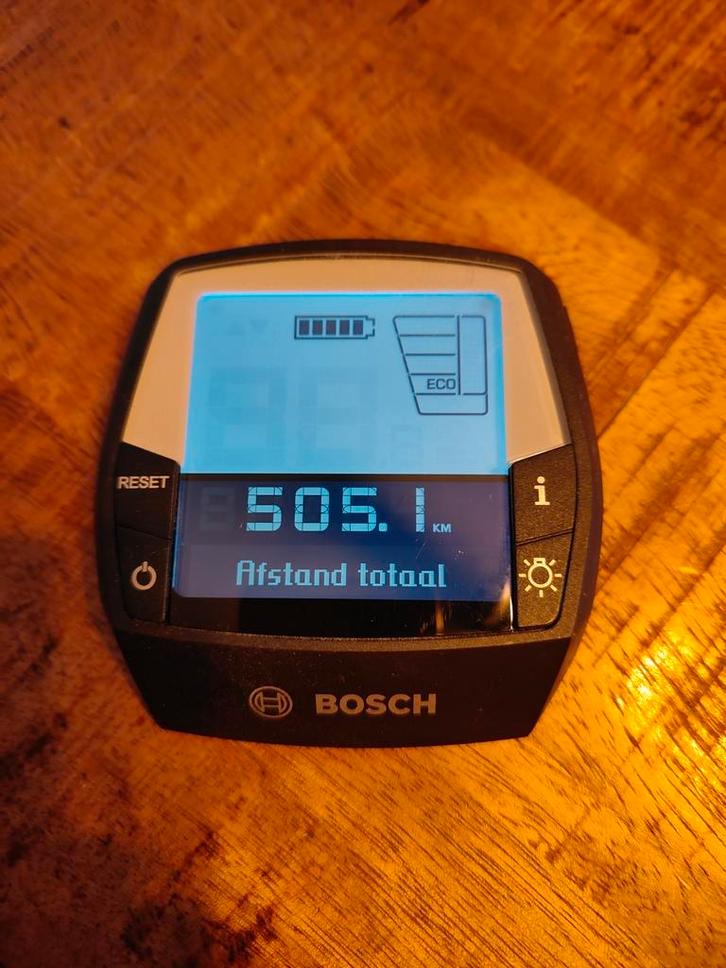 ECO
RESET
505.1 KM
i
Afstand totaal
BOSCH